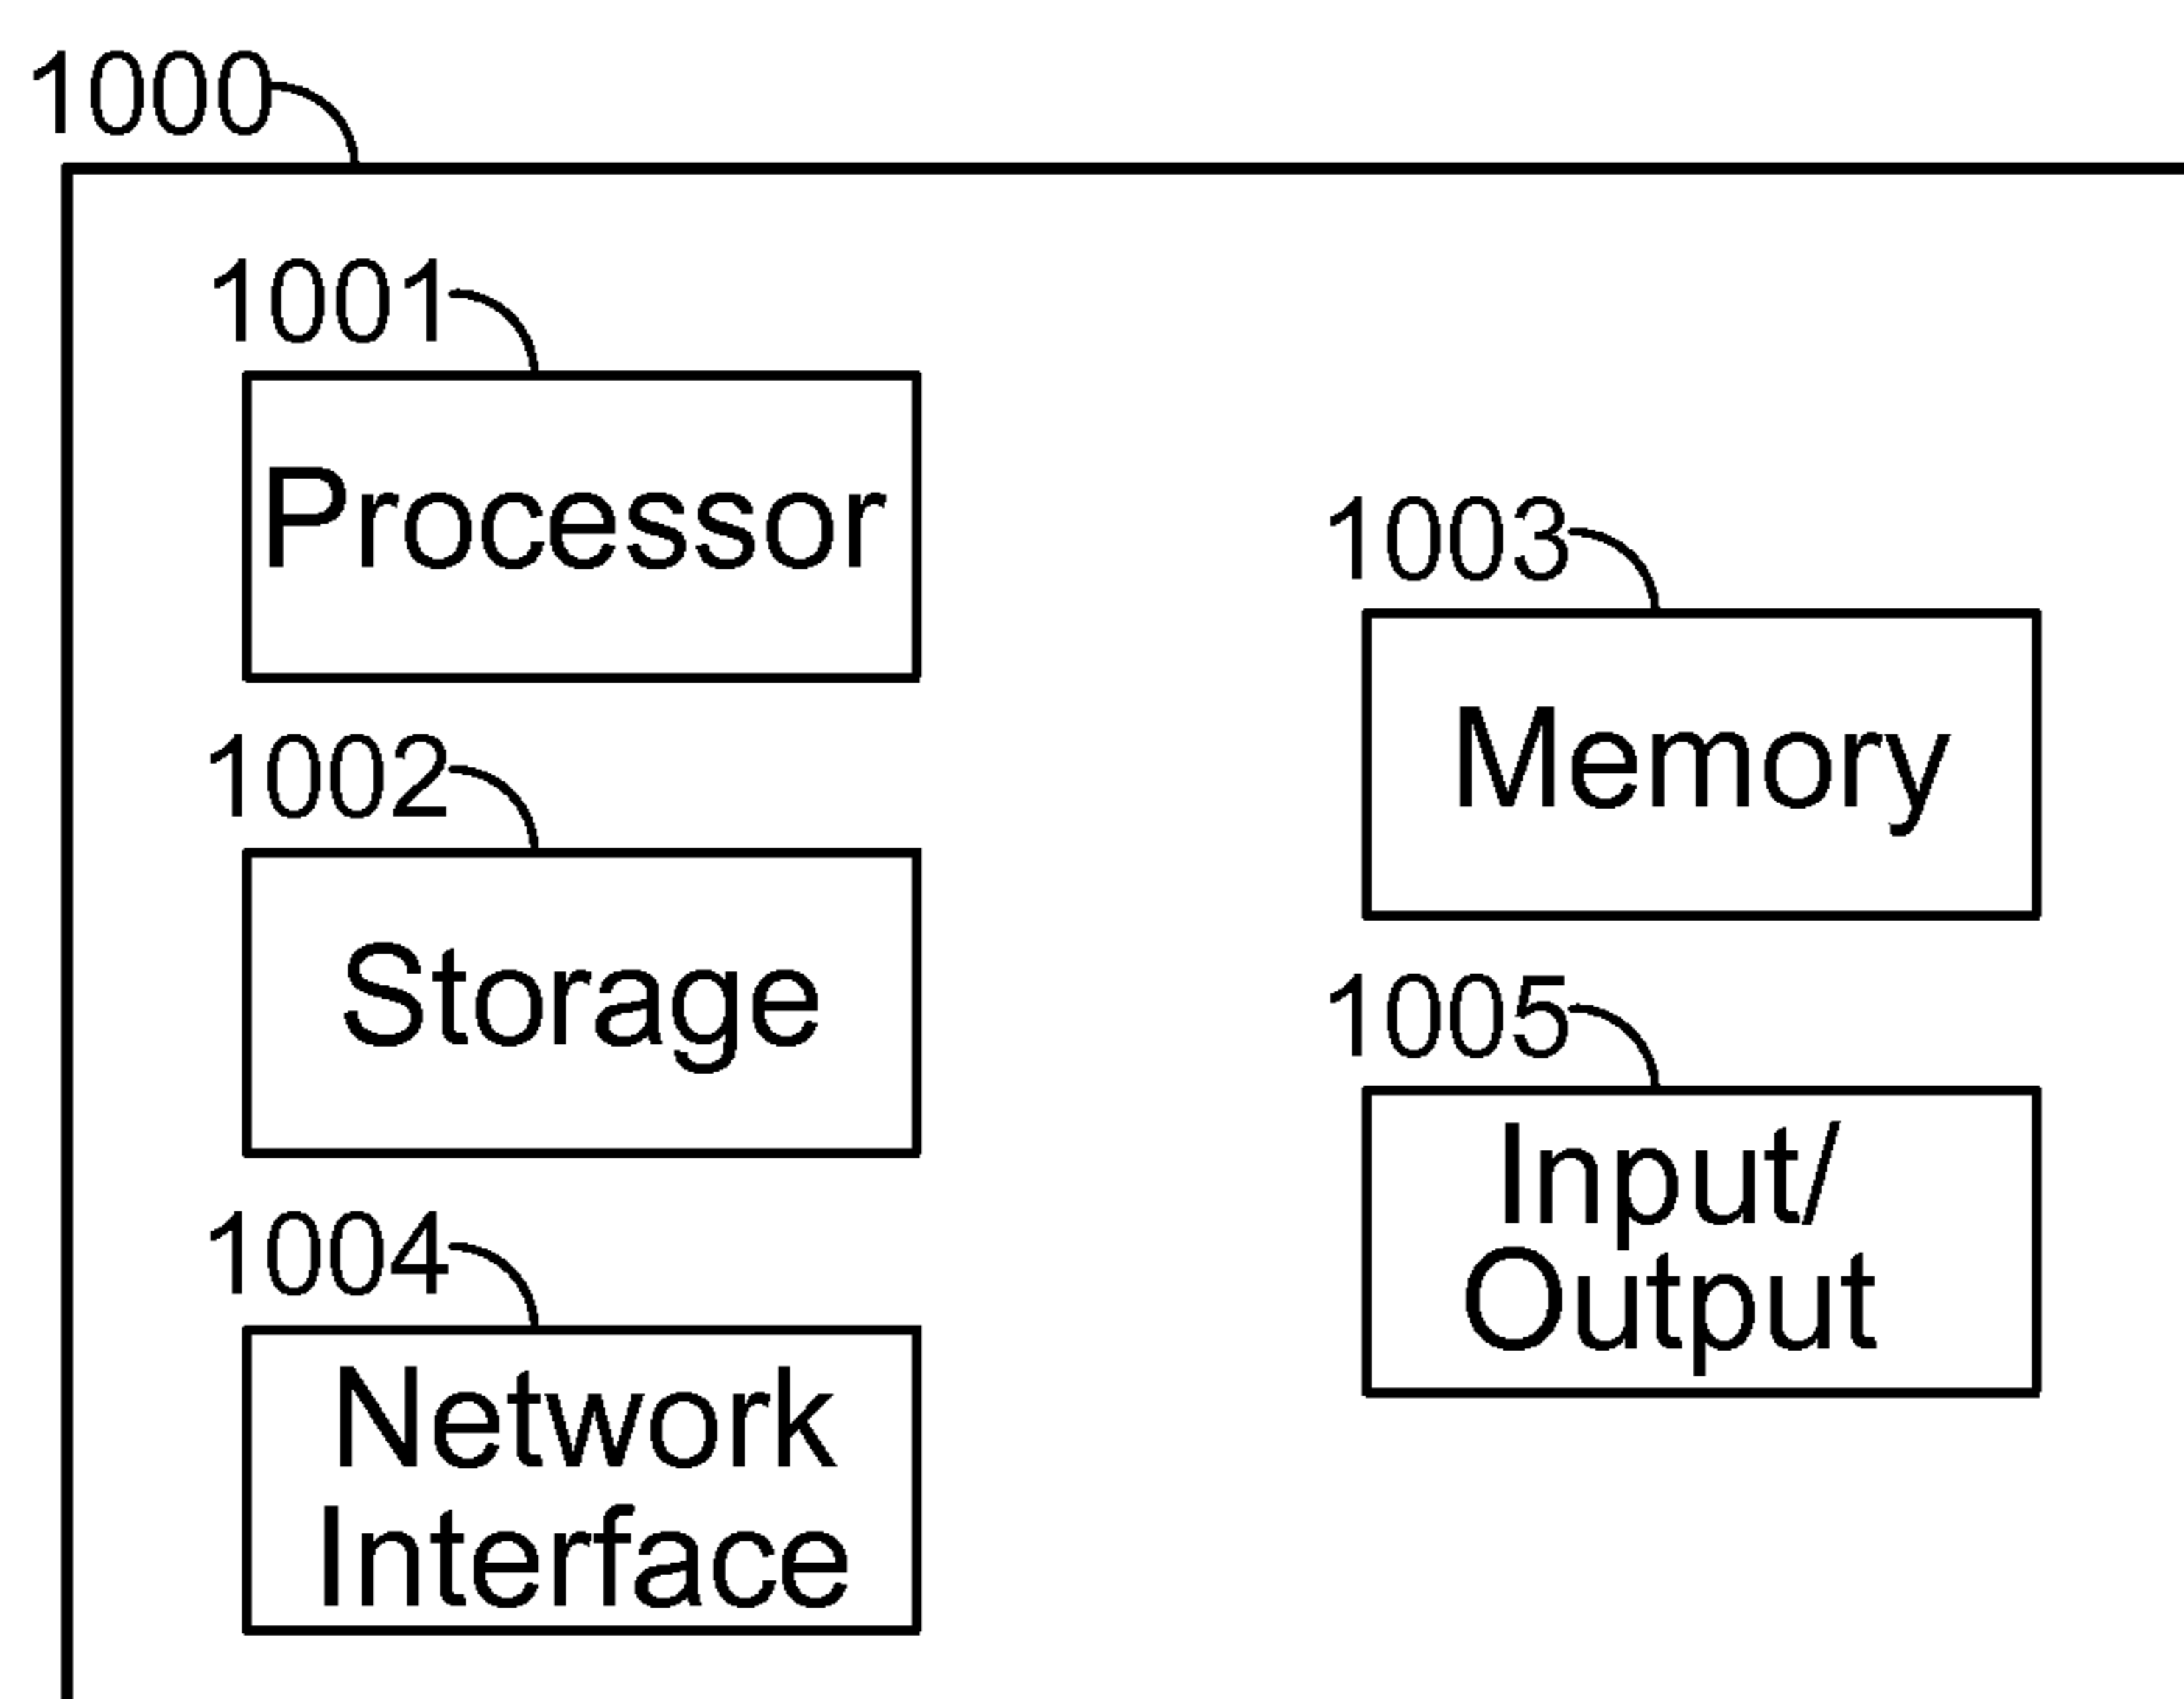 1000
1001
Processor
1003
Memory
1002
Storage
1005
Input/
Output
1004
Network
Interface